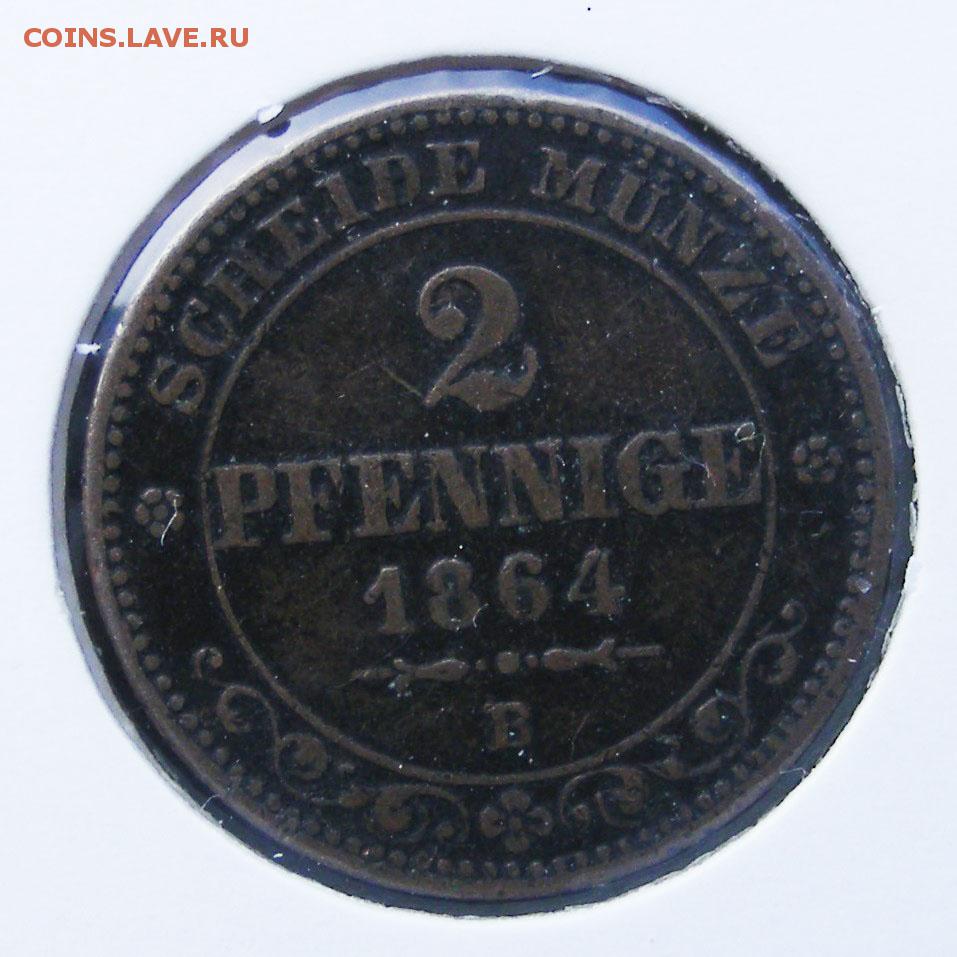 COINS.LAVE.RU
SCHEIDE MÜNZE
2
PFENNIGE
1864
B